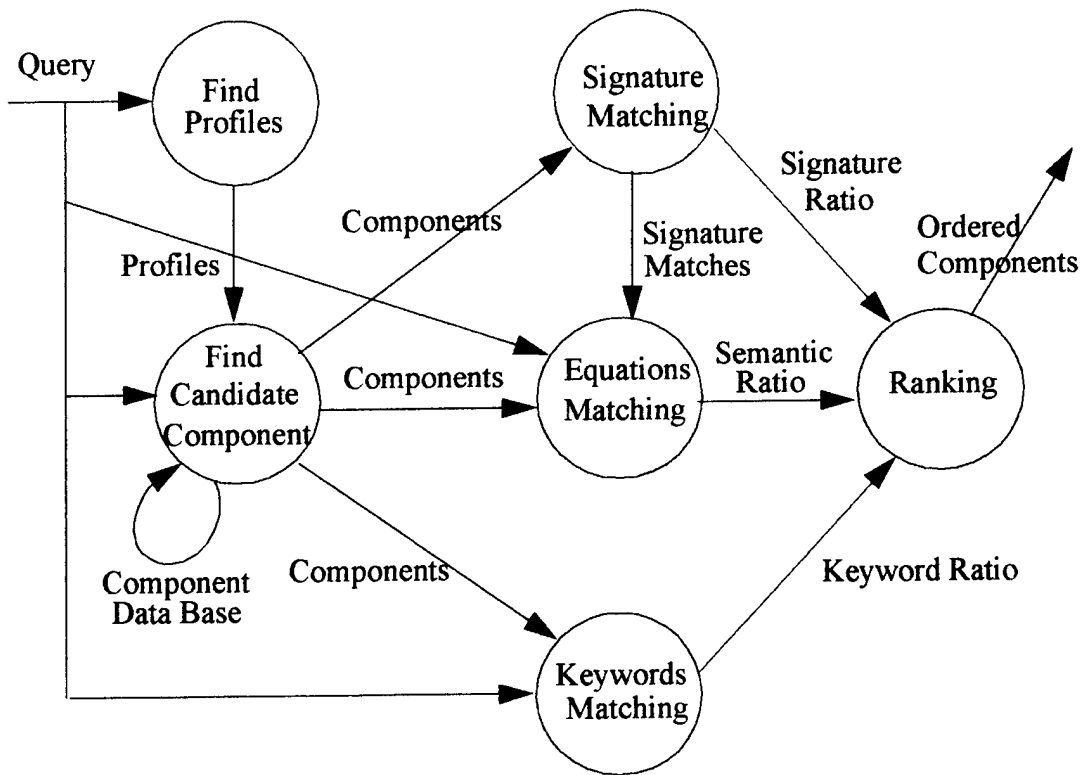 Query
Find
Profiles
Signature
Matching
Signature
Ratio
Components
Ordered
Components
Signature
Matches
Profiles
Find
Candidate
Component
Components
Equations
Matching
Semantic
Ratio
Ranking
Components
Component
Data Base
Keyword Ratio
Keywords
Matching